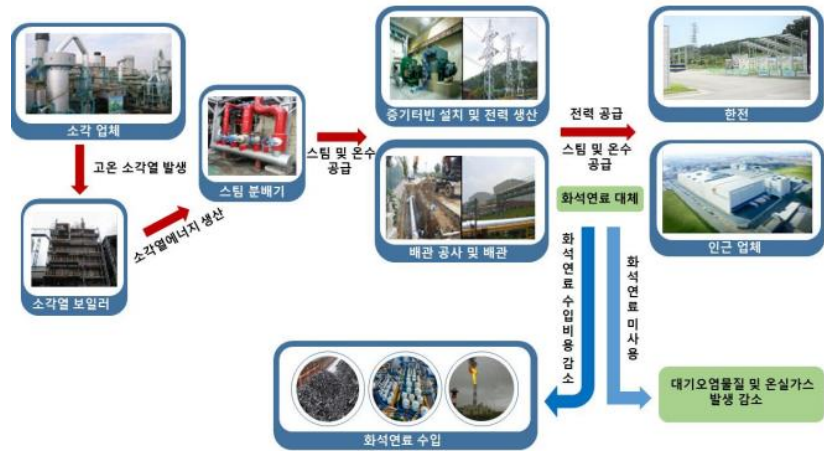 소각 업체
고온 소각열 발생
소각열 보일러
소각열에너지 생산
스팀 분배기
스팀 및 온수
공급
증기터빈 설치 및 전력 생산
배관 공사 및 배관
전력 공급
스팀 및 온수
공급
한전
인근 업체
화석연료 대체
화석연료 수입비용 감소
화석연료 미사용
화석연료 수입
대기오염물질 및 온실가스
발생 감소